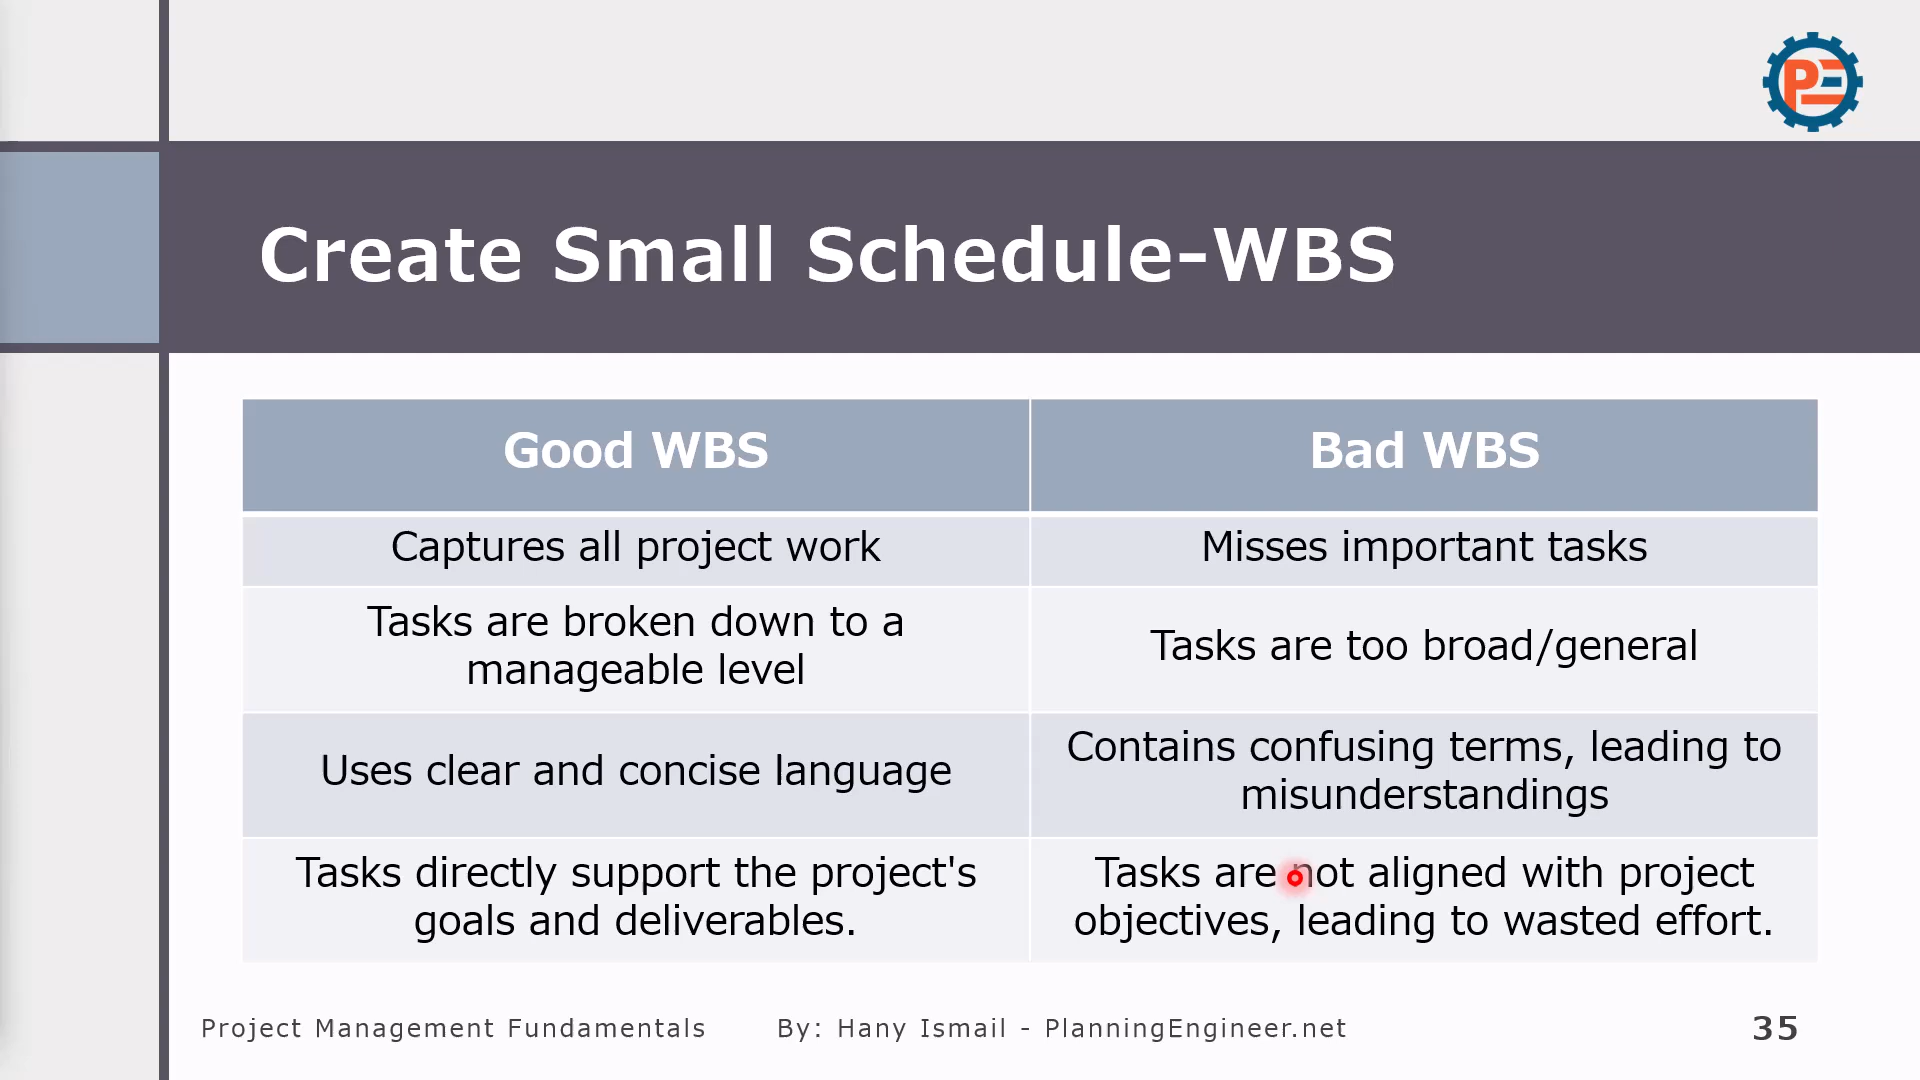 PE
Create Small Schedule-WBS
Good WBS
Bad WBS
Captures all project work
Misses important tasks
Tasks are broken down to a
manageable level
Tasks are too broad/general
Uses clear and concise language
Contains confusing terms, leading to
misunderstandings
Tasks directly support the project's
goals and deliverables.
Tasks are not aligned with project
objectives, leading to wasted effort.
Project Management Fundamentals
By: Hany Ismail - PlanningEngineer.net
35